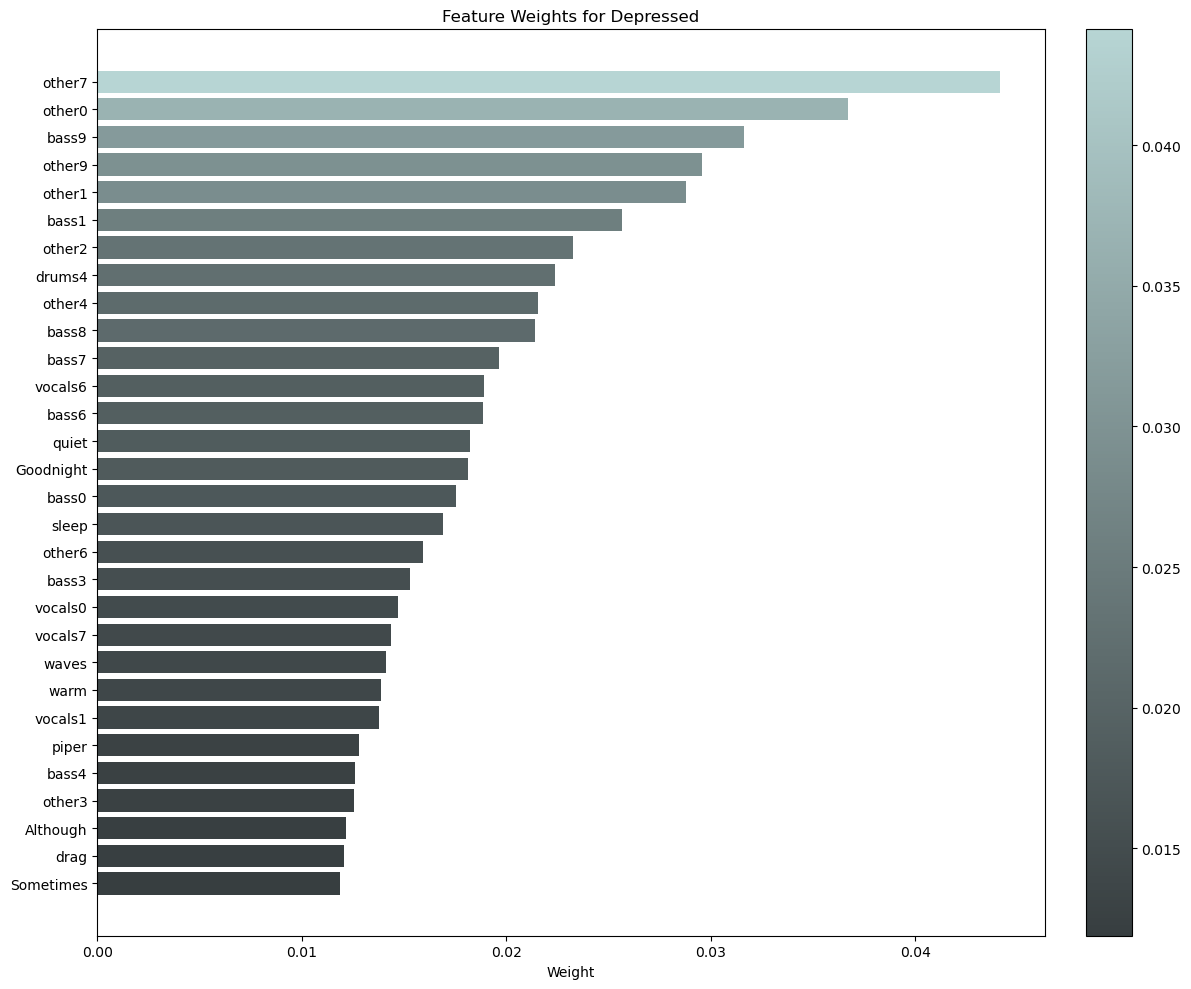 Feature Weights for Depressed
other7
other0
bass9
other9
other1
bass1
other2
drums4
other4
bass8
bass7
vocals6
bass6
quiet
Goodnight
bass0
sleep
other6
bass3
vocals0
vocals7
waves
warm
vocals1
piper
bass4
other3
Although
drag
Sometimes
0.00 0.01 0.02 0.03 0.04
Weight
0.040
0.035
0.030
0.025
0.020
0.015